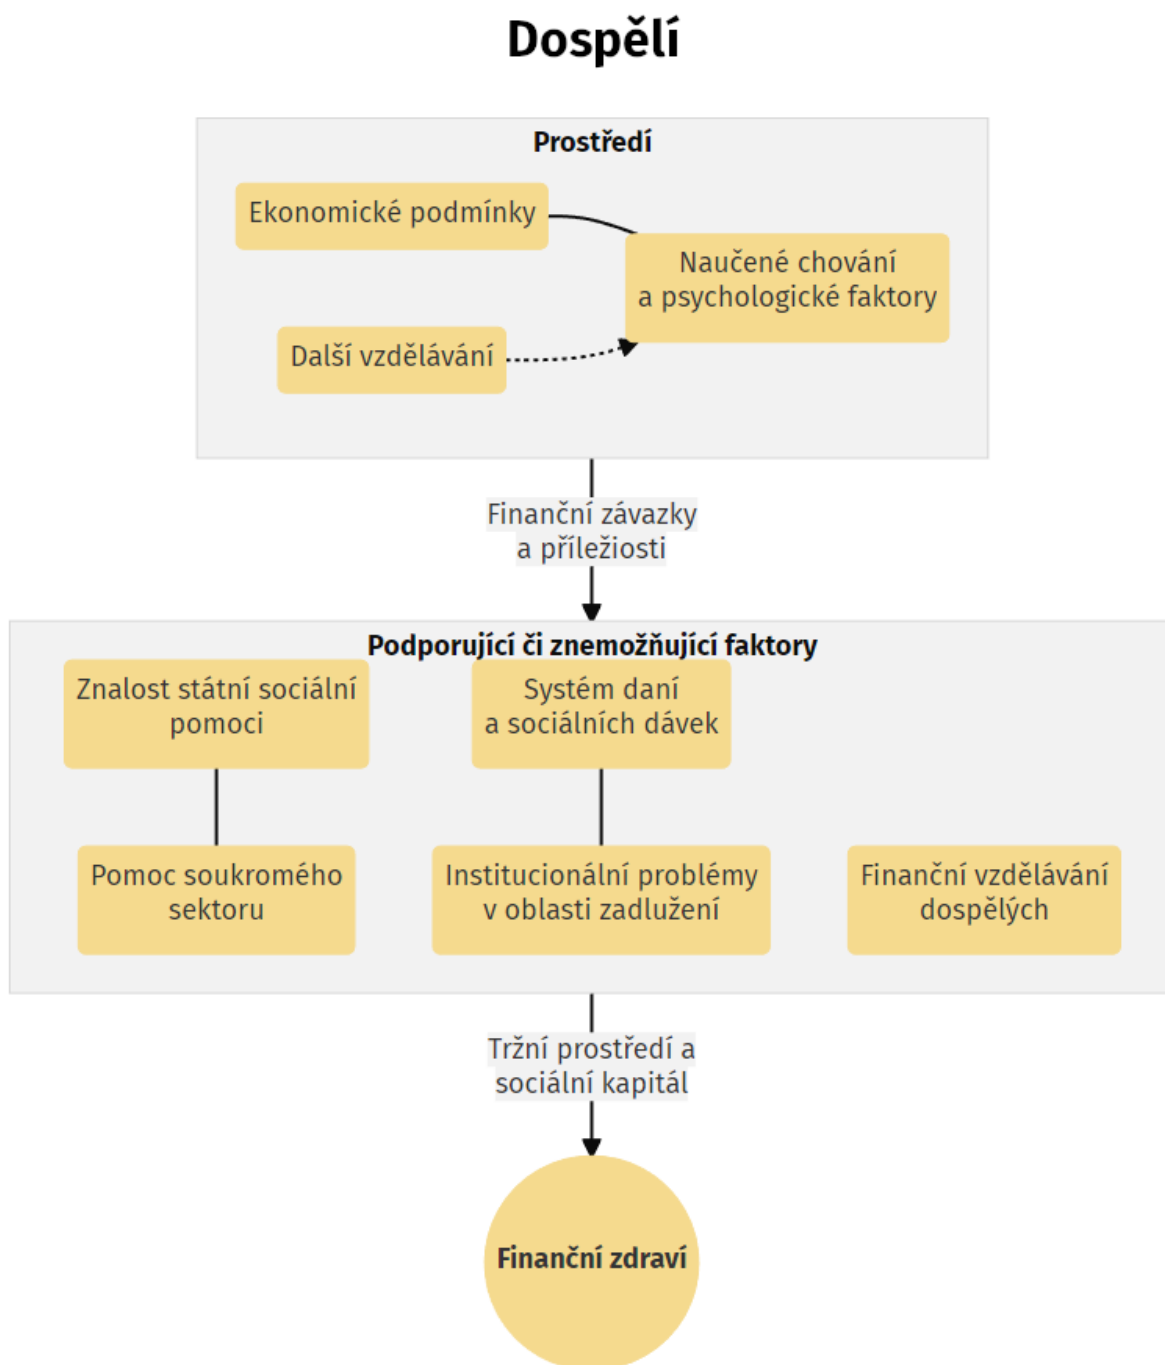 Dospělí
Prostředí
Ekonomické podmínky
Naučené chování
a psychologické faktory
Další vzdělávání
Finanční závazky
a příležiosti
Podporující či znemožňující faktory
Znalost státní sociální
pomoci
Systém daní
a sociálních dávek
Pomoc soukromého
sektoru
Institucionální problémy
v oblasti zadlužení
Finanční vzdělávání
dospělých
Tržní prostředí a
sociální kapitál
Finanční zdraví